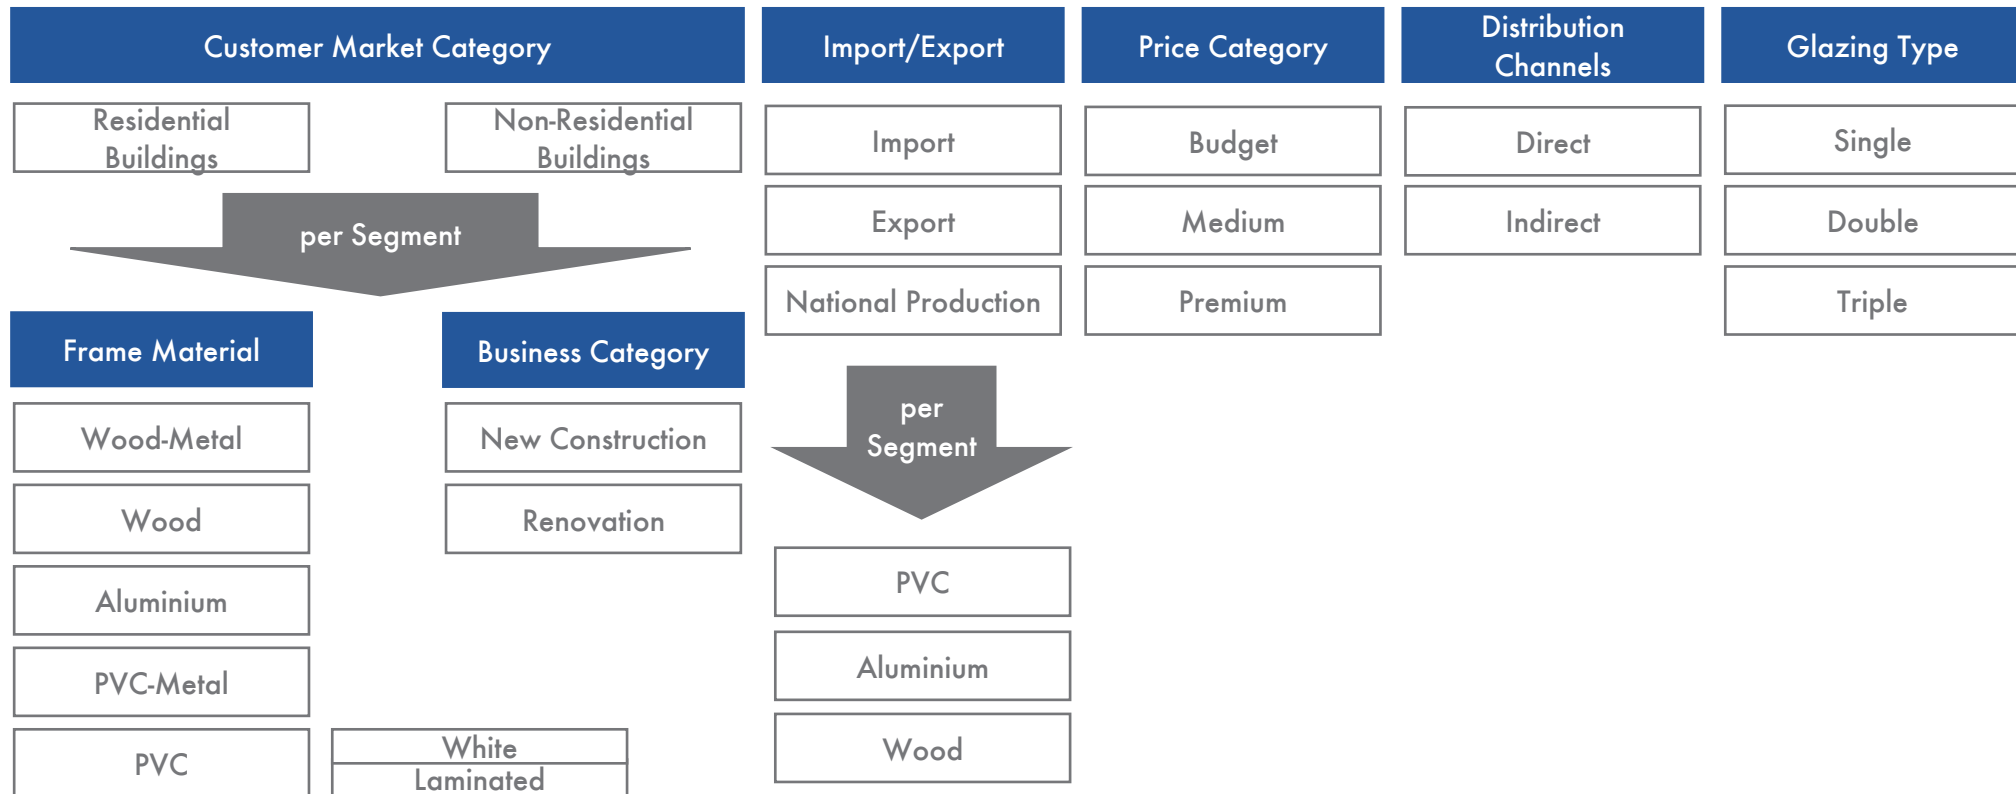 Customer Market Category
Import/Export
Price Category
Distribution
Channels
Glazing Type
Residential
Buildings
Non-Residential
Buildings
Import
Budget
Direct
Single
per Segment
Export
Medium
Indirect
Double
National Production
Premium
Triple
Frame Material
Business Category
per
Segment
Wood-Metal
New Construction
Wood
Renovation
PVC
Aluminium
Aluminium
PVC-Metal
Wood
PVC
White
Laminated